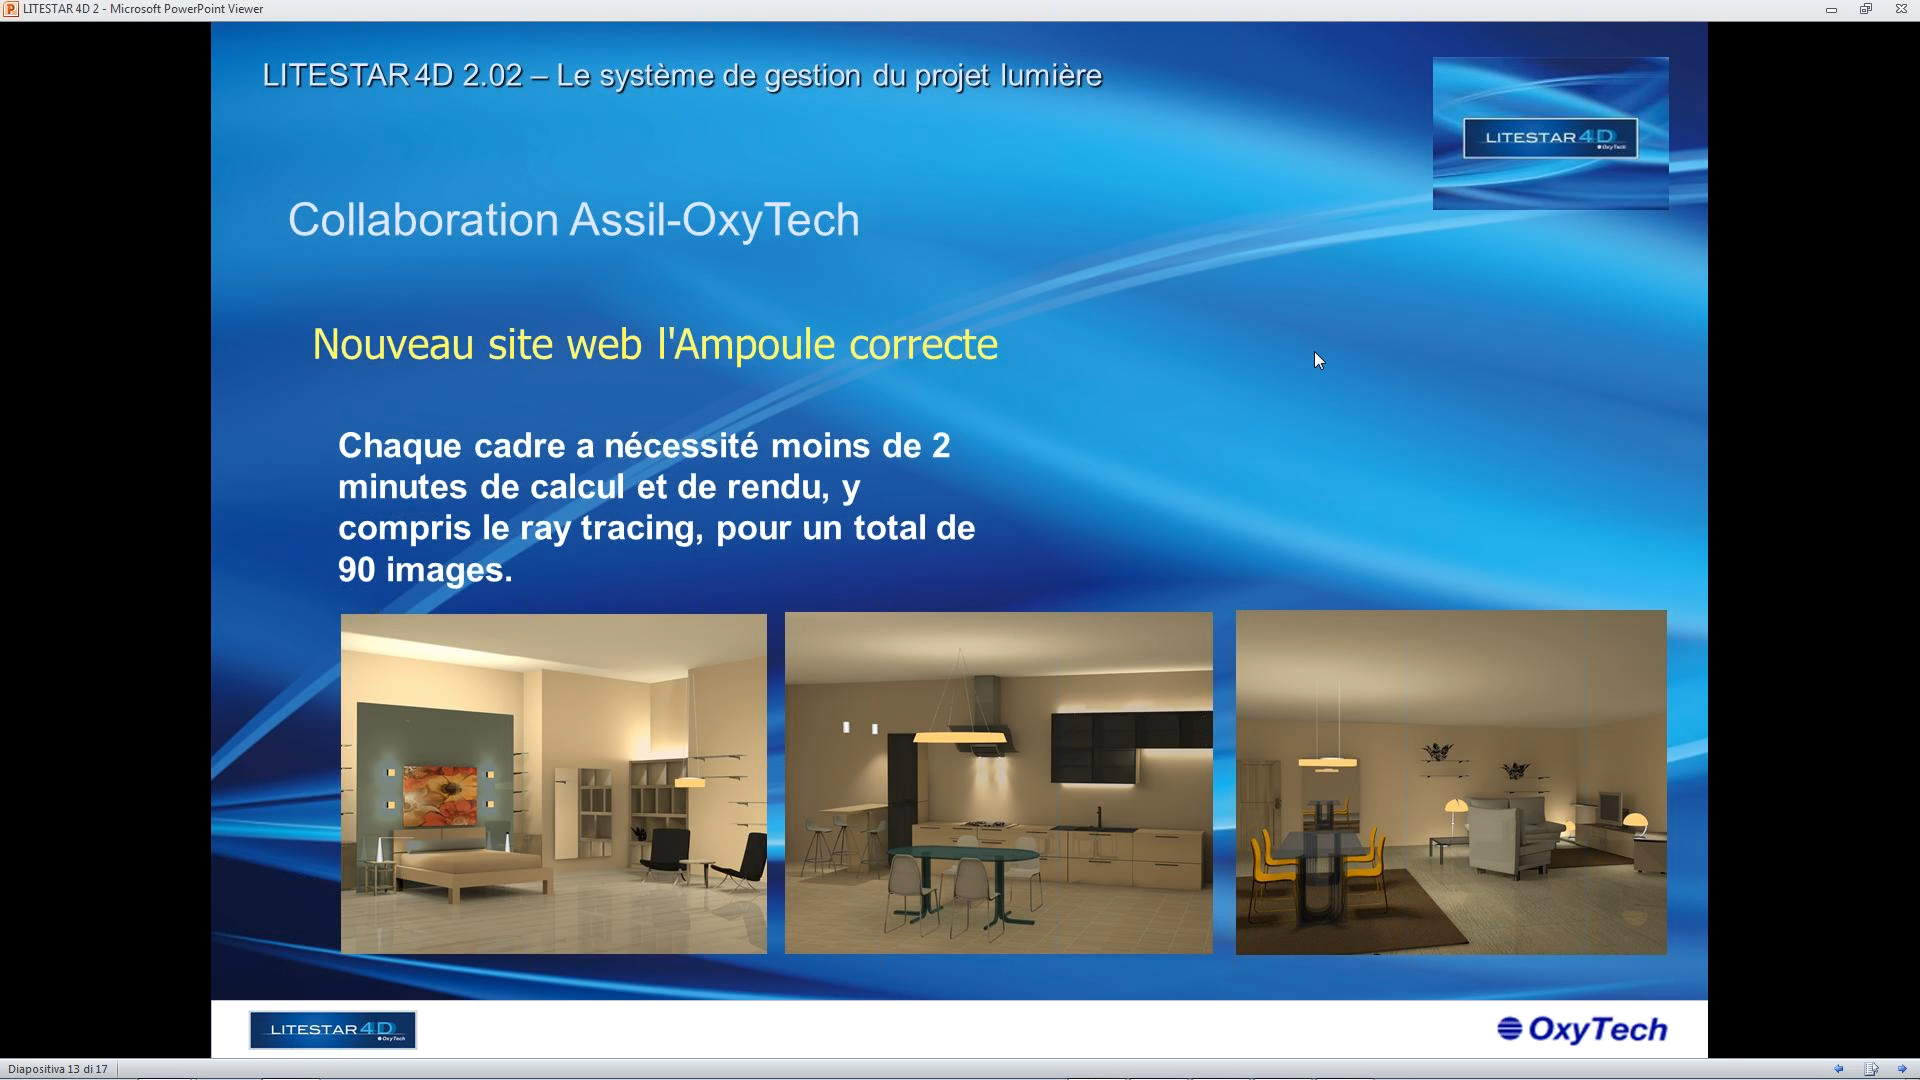 LITESTAR 4D 2 - Microsoft PowerPoint Viewer
LITESTAR 4D 2.02 – Le système de gestion du projet lumière
LITESTAR 4D
OxyTech
Collaboration Assil-OxyTech
Nouveau site web l'Ampoule correcte
Chaque cadre a nécessité moins de 2
minutes de calcul et de rendu, y
compris le ray tracing, pour un total de
90 images.
LITESTAR 4D
OxyTech
OxyTech
Diapositiva 13 di 17